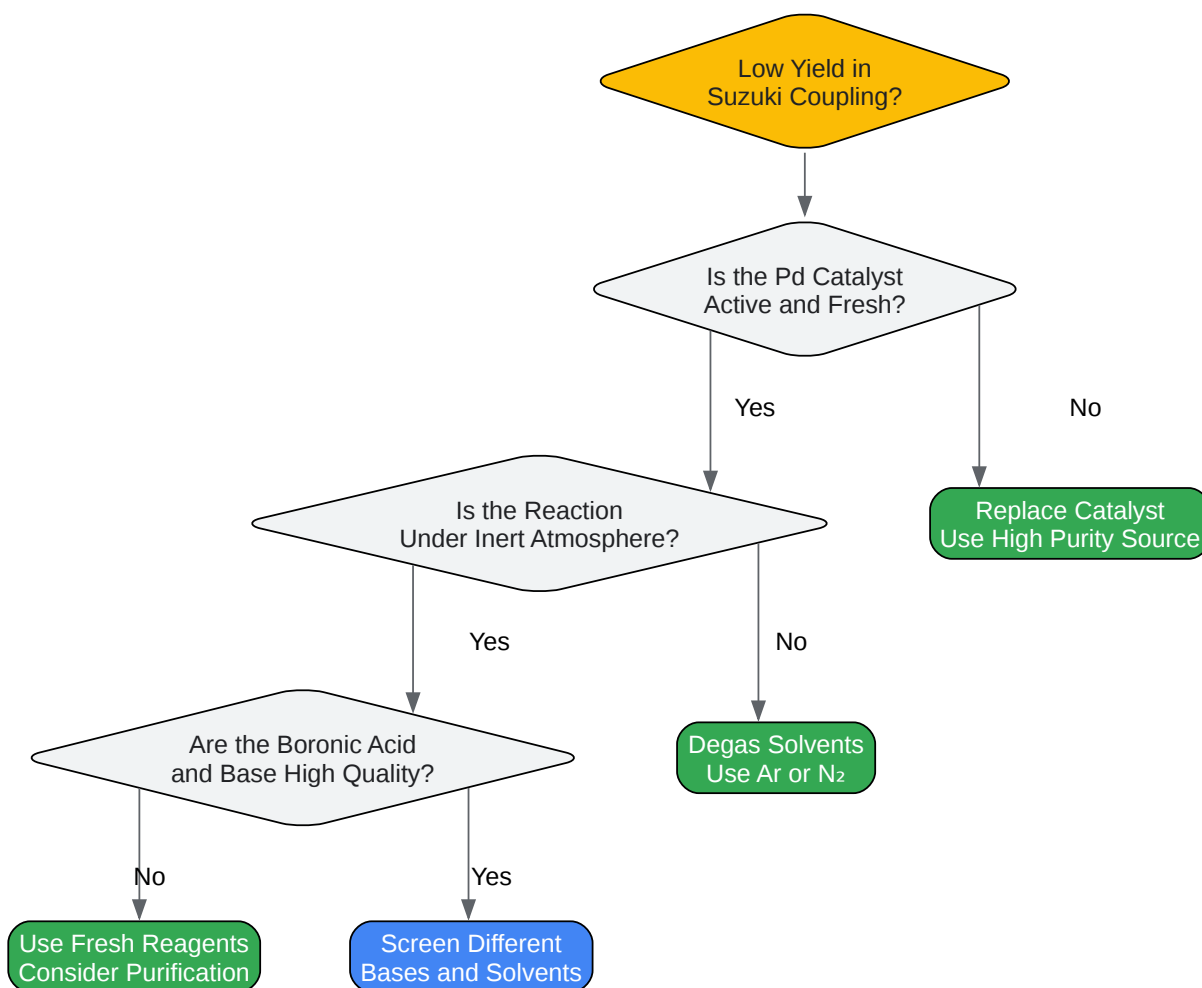 Low Yield in
Suzuki Coupling?
Is the Pd Catalyst
Active and Fresh?
Yes
No
Is the Reaction
Under Inert Atmosphere?
Replace Catalyst
Use High Purity Source
Yes
No
Are the Boronic Acid
and Base High Quality?
Degas Solvents
Use Ar or N₂
No
Yes
Use Fresh Reagents
Consider Purification
Screen Different
Bases and Solvents